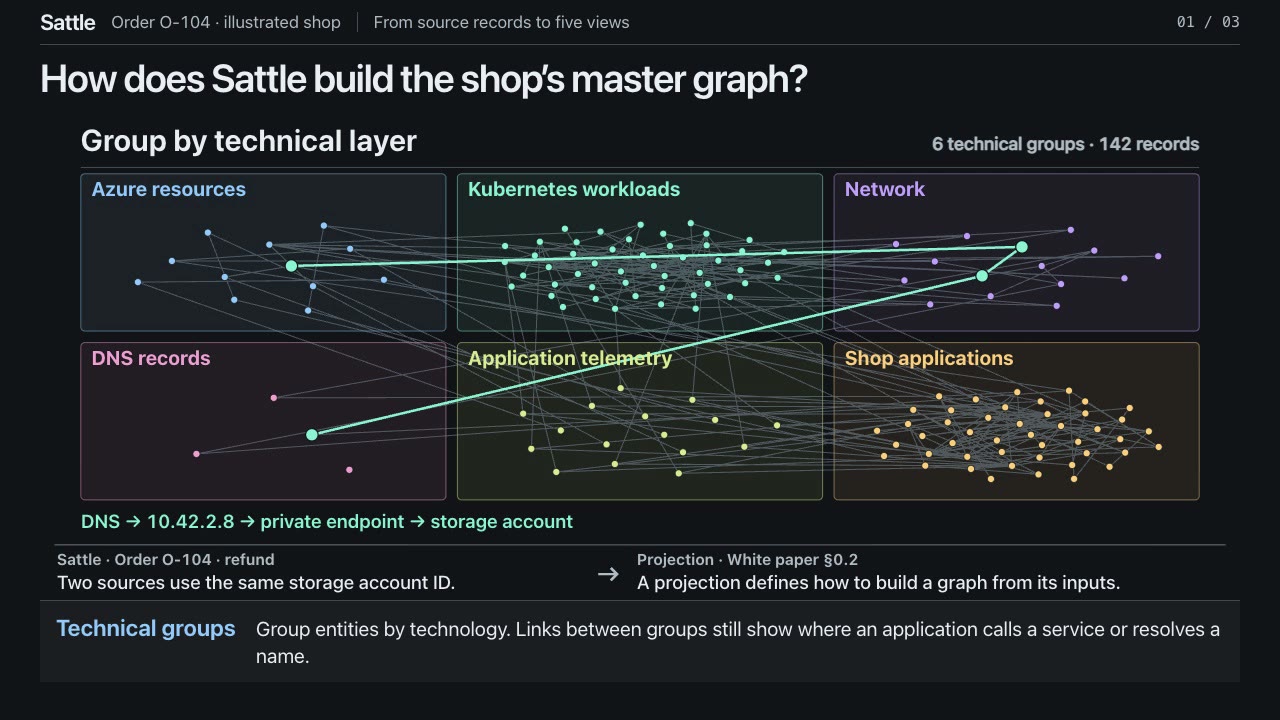 Sattle Order O-104 · illustrated shop From source records to five views 01 / 03
How does Sattle build the shop’s master graph?
Group by technical layer 6 technical groups · 142 records
Azure resources Kubernetes workloads Network
DNS records Application telemetry Shop applications
DNS → 10.42.2.8 → private endpoint → storage account
Sattle · Order O-104 · refund
Two sources use the same storage account ID.
→
Projection · White paper §0.2
A projection defines how to build a graph from its inputs.
Technical groups Group entities by technology. Links between groups still show where an application calls a service or resolves a
name.